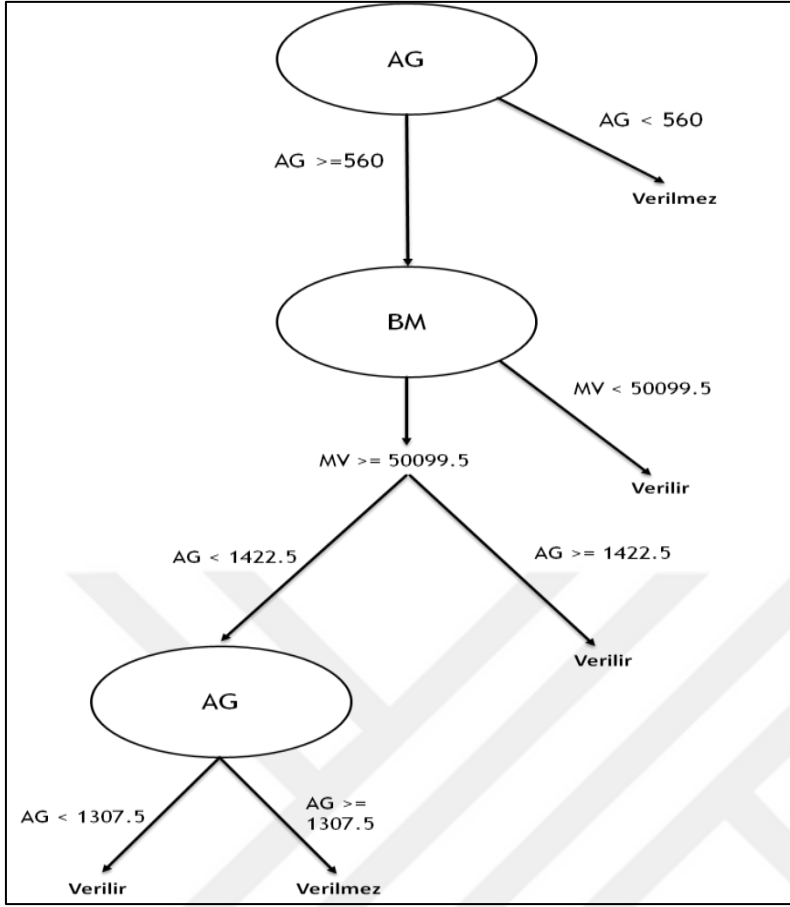 AG
AG < 560
AG >=560
Verilmez
BM
MV < 50099.5
MV >= 50099.5
Verilir
AG < 1422.5
AG >= 1422.5
Verilir
AG
AG < 1307.5
AG >=
1307.5
Verilir
Verilmez